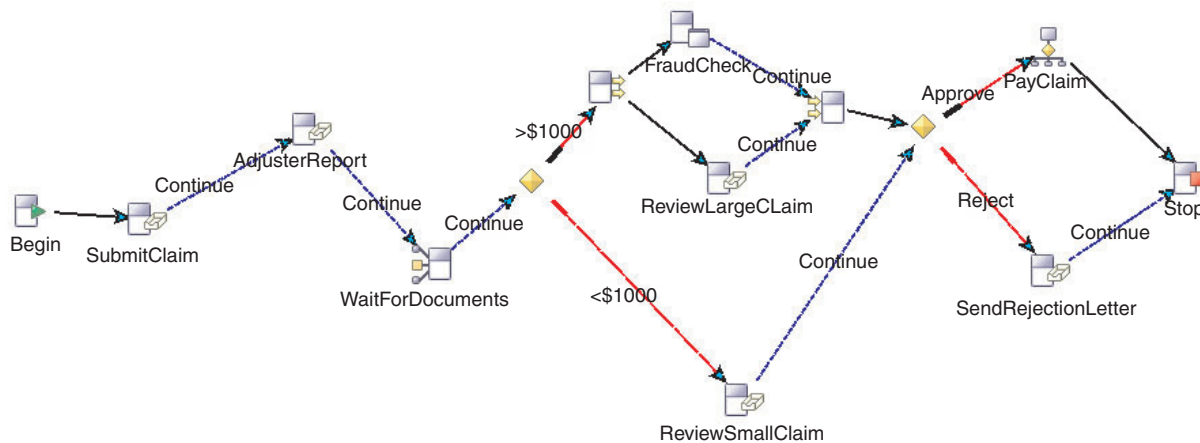 Begin
Continue
SubmitClaim
AdjusterReport
Continue
WaitForDocuments
Continue
>$1000
<$1000
FraudCheck
Continue
ReviewLargeCLaim
Continue
ReviewSmallClaim
Continue
Approve
PayClaim
Reject
SendRejectionLetter
Continue
Stop